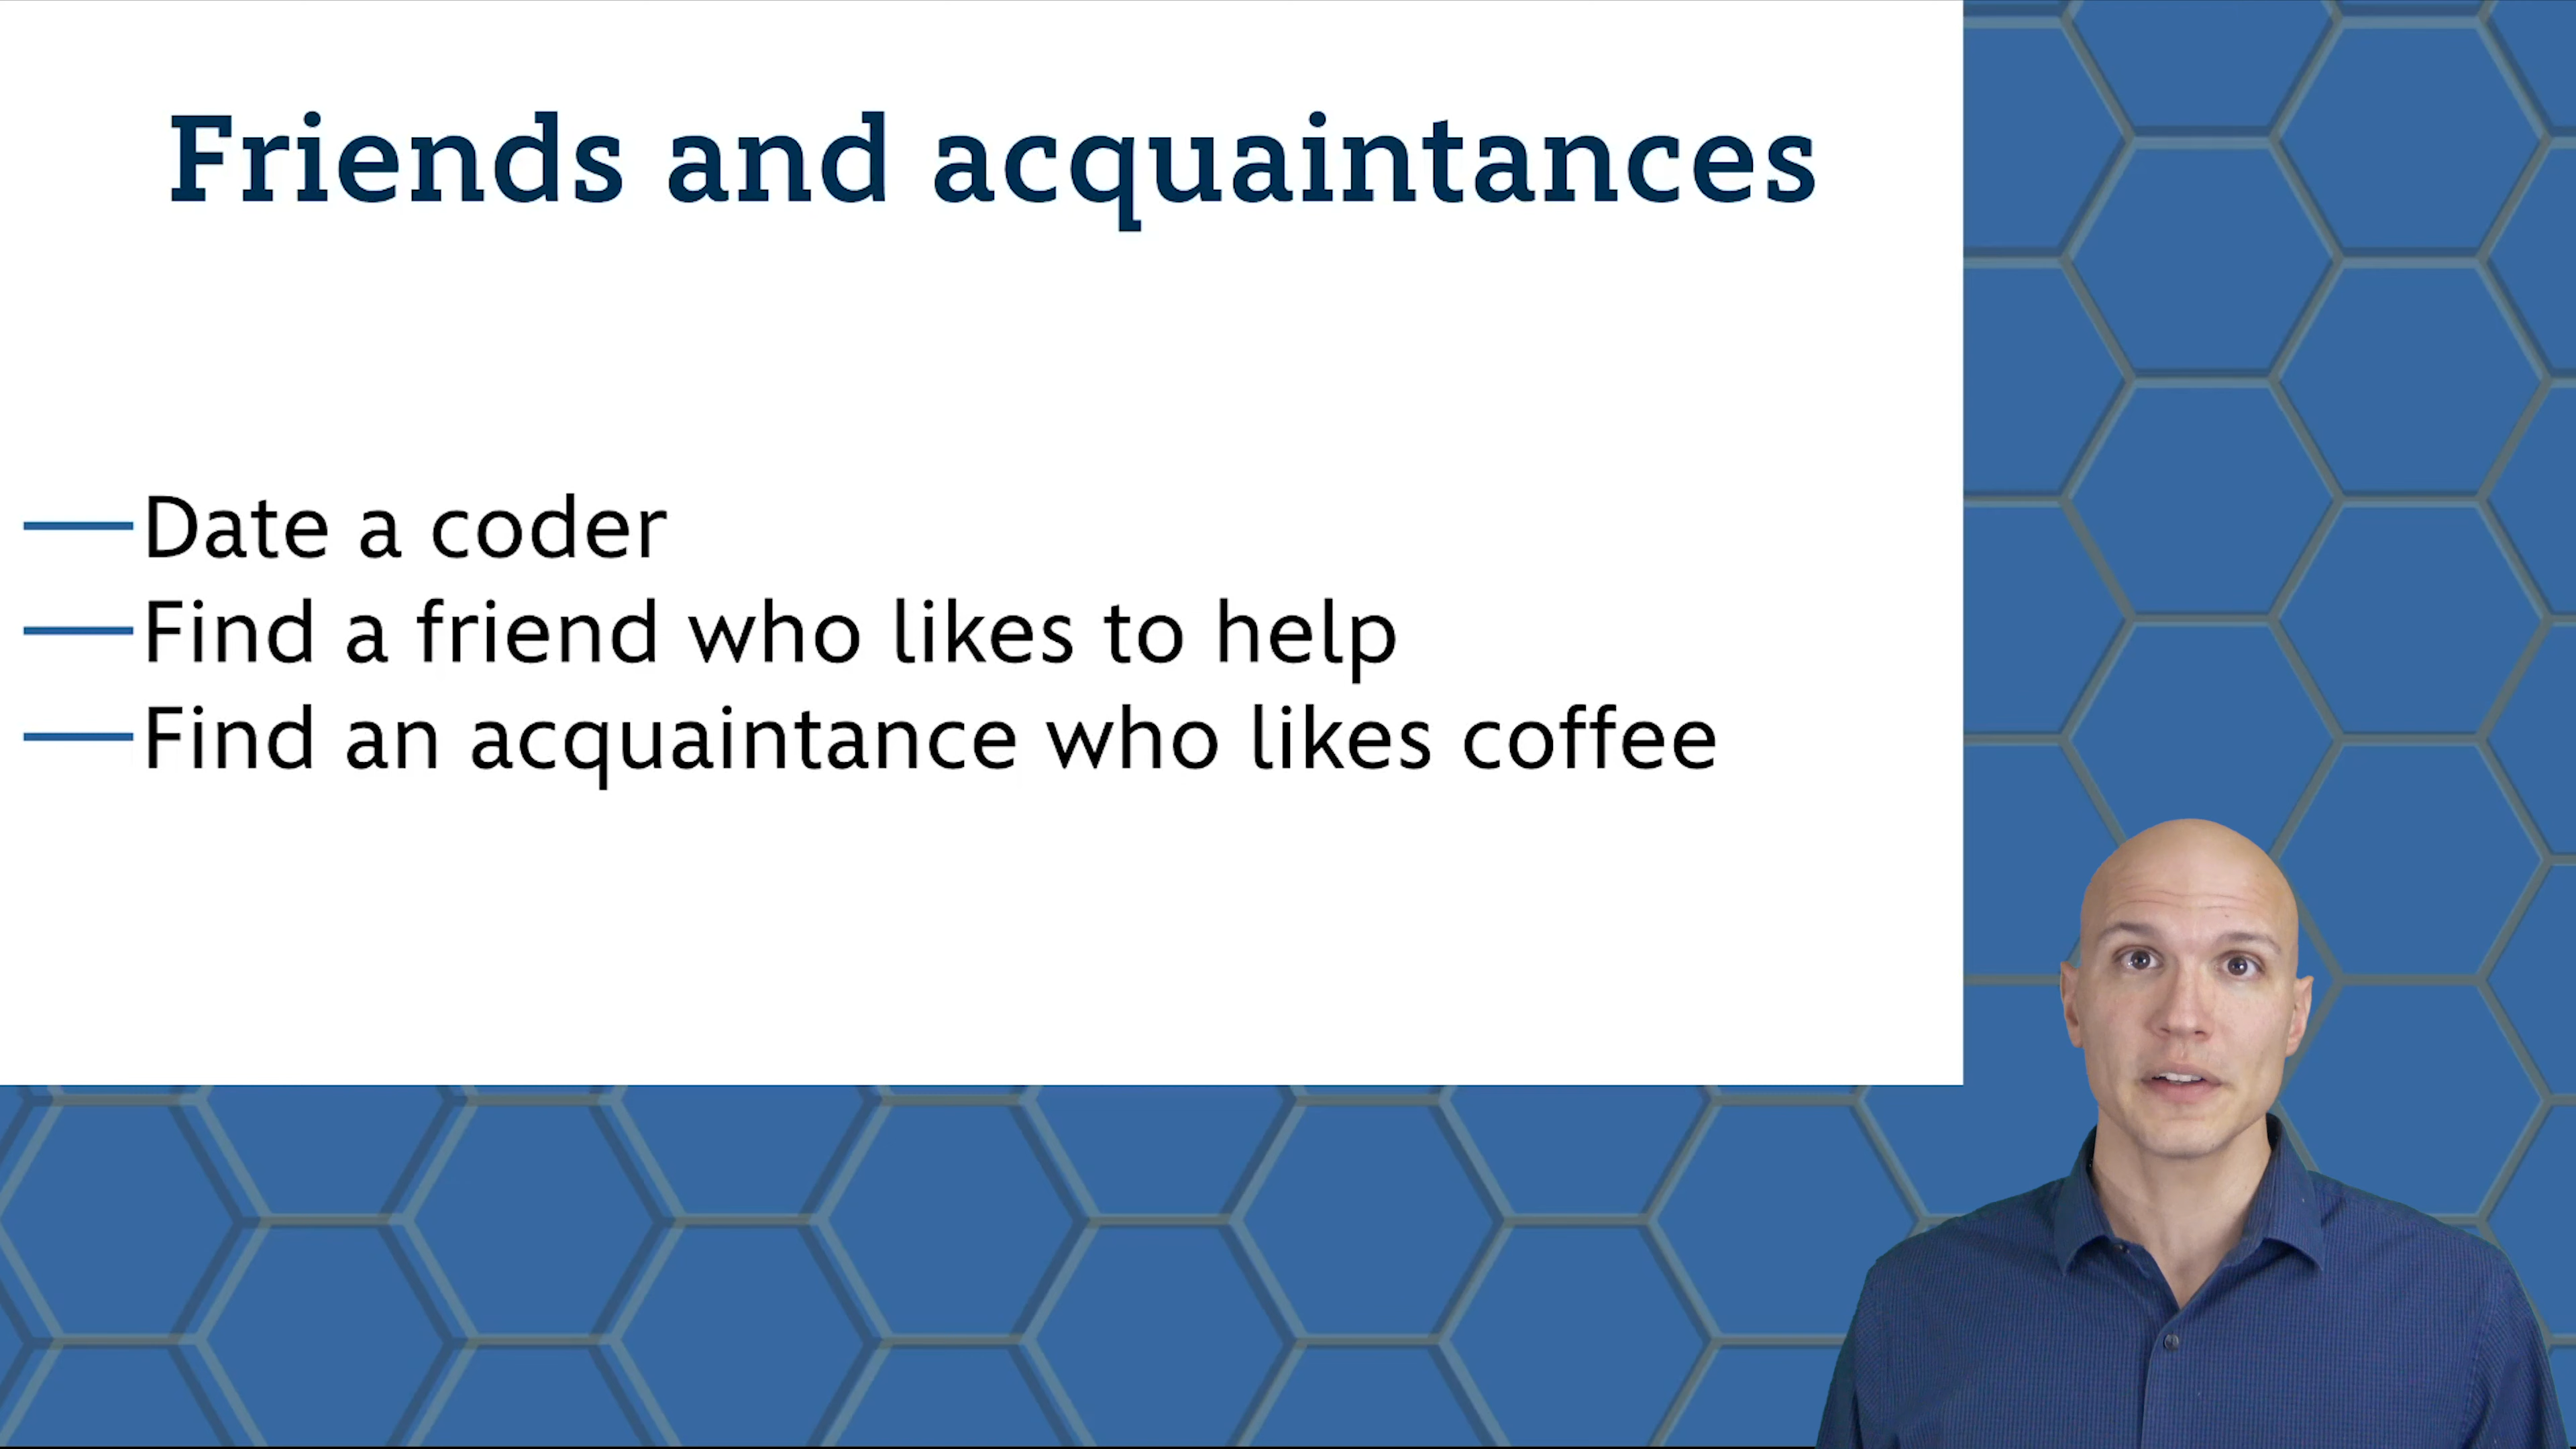 Friends and acquaintances
Date a coder
Find a friend who likes to help
Find an acquaintance who likes coffee